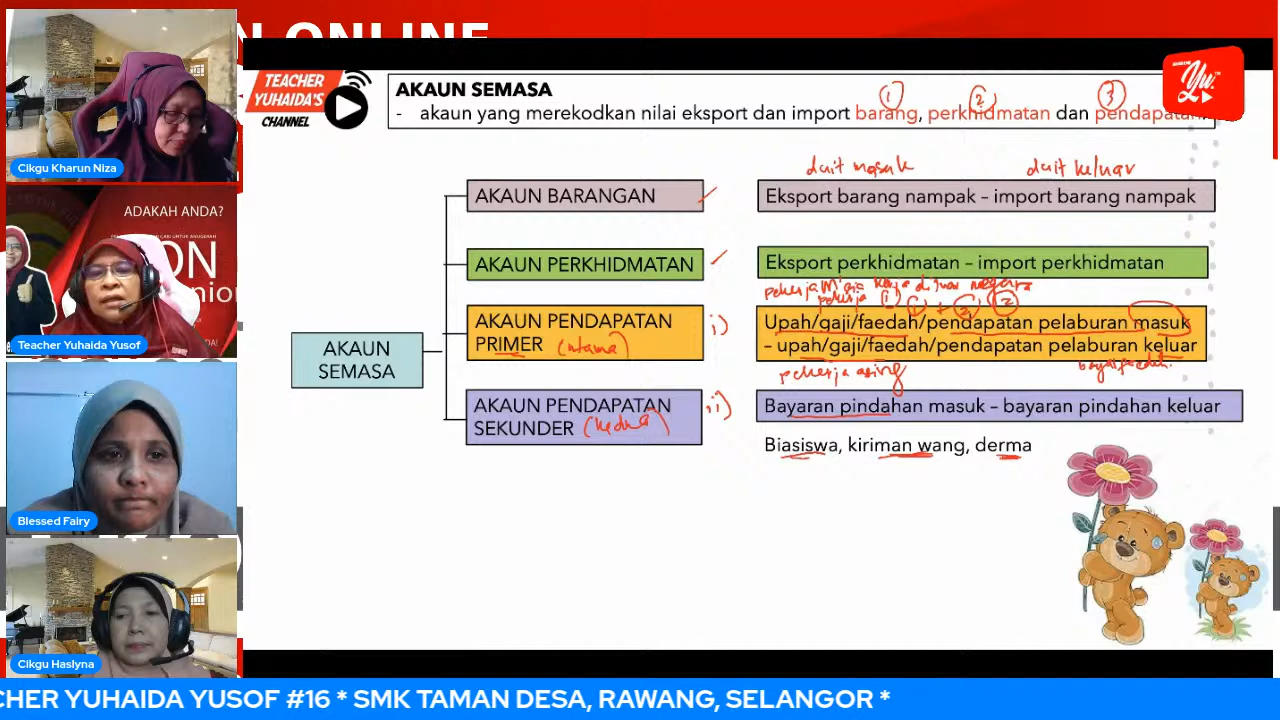 N ONLINE
TEACHER
YUHAIDA'S
CHANNEL
AKAUN SEMASA
- akaun yang merekodkan nilai eksport dan import barang, perkhidmatan dan pendapatan
1 2 3
duit masuk duit keluar
AKAUN BARANGAN
Eksport barang nampak – import barang nampak
AKAUN PERKHIDMATAN
Eksport perkhidmatan – import perkhidmatan
pekerja M'sia kerja di luar negara
pekerja
AKAUN PENDAPATAN
PRIMER (utama)
i)
Upah/gaji/faedah/pendapatan pelaburan masuk
– upah/gaji/faedah/pendapatan pelaburan keluar
pekerja asing
AKAUN
SEMASA
AKAUN PENDAPATAN
SEKUNDER (kedua)
ii)
Bayaran pindahan masuk – bayaran pindahan keluar
Biasiswa, kiriman wang, derma
Yu.
Cikgu Kharun Niza
ADAKAH ANDA?
ON
nior
Teacher Yuhaida Yusof
Blessed Fairy
Cikgu Haslyna
CHER YUHAIDA YUSOF #16 * SMK TAMAN DESA, RAWANG, SELANGOR *